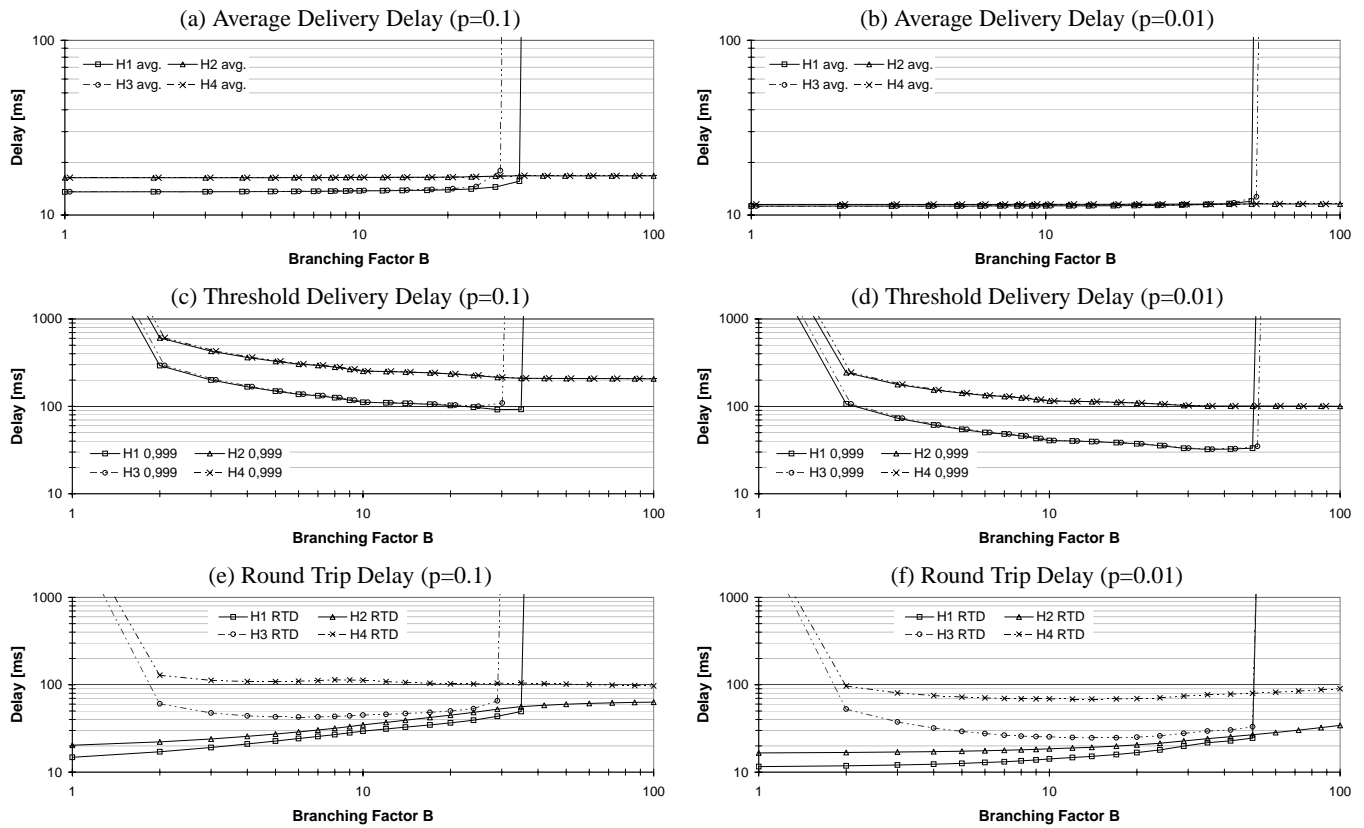 (a) Average Delivery Delay (p=0.1)
100
10
Delay [ms]
H1 avg. H2 avg.
H3 avg. H4 avg.
1 10 100
Branching Factor B
(b) Average Delivery Delay (p=0.01)
100
10
Delay [ms]
H1 avg. H2 avg.
H3 avg. H4 avg.
1 10 100
Branching Factor B
(c) Threshold Delivery Delay (p=0.1)
1000
100
10
Delay [ms]
H1 0,999 H2 0,999
H3 0,999 H4 0,999
1 10 100
Branching Factor B
(d) Threshold Delivery Delay (p=0.01)
1000
100
10
Delay [ms]
H1 0,999 H2 0,999
H3 0,999 H4 0,999
1 10 100
Branching Factor B
(e) Round Trip Delay (p=0.1)
1000
100
10
Delay [ms]
H1 RTD H2 RTD
H3 RTD H4 RTD
1 10 100
Branching Factor B
(f) Round Trip Delay (p=0.01)
1000
100
10
Delay [ms]
H1 RTD H2 RTD
H3 RTD H4 RTD
1 10 100
Branching Factor B